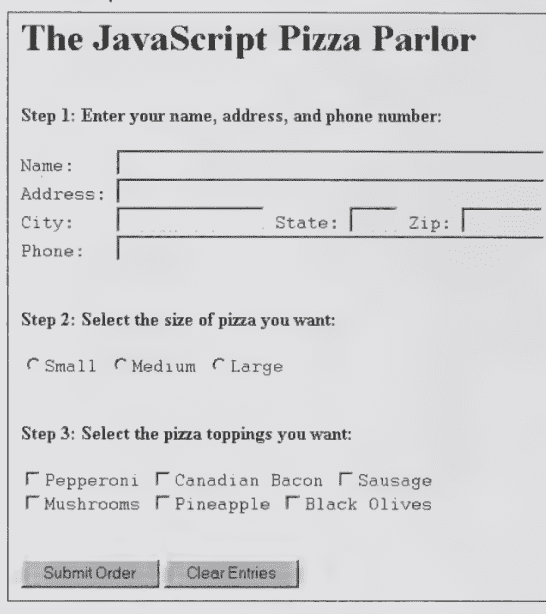 The JavaScript Pizza Parlor
Step 1: Enter your name, address, and phone number:
Name:
Address:
City: State: Zip:
Phone:
Step 2: Select the size of pizza you want:
Small Medium Large
Step 3: Select the pizza toppings you want:
Pepperoni Canadian Bacon Sausage
Mushrooms Pineapple Black Olives
Submit Order Clear Entries